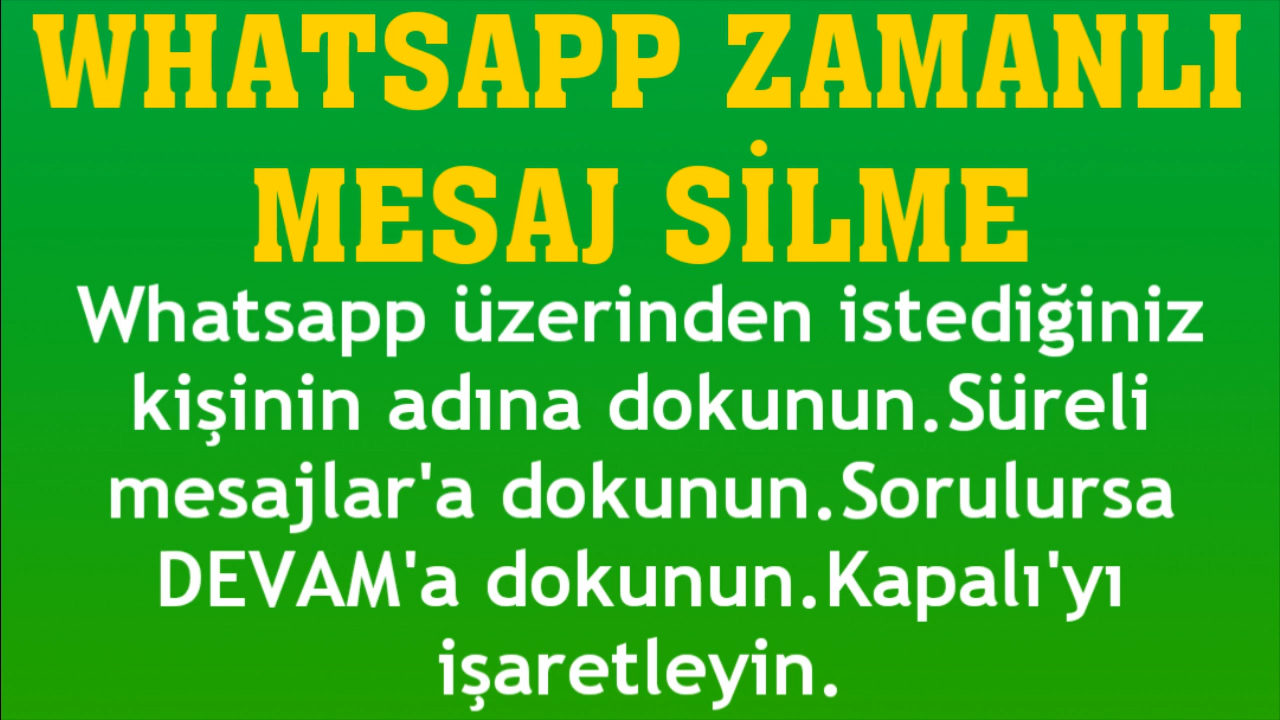 WHATSAPP ZAMANLI
MESAJ SİLME
Whatsapp üzerinden istediğiniz
kişinin adına dokunun.Süreli
mesajlar'a dokunun.Sorulursa
DEVAM'a dokunun.Kapalı'yı
işaretleyin.